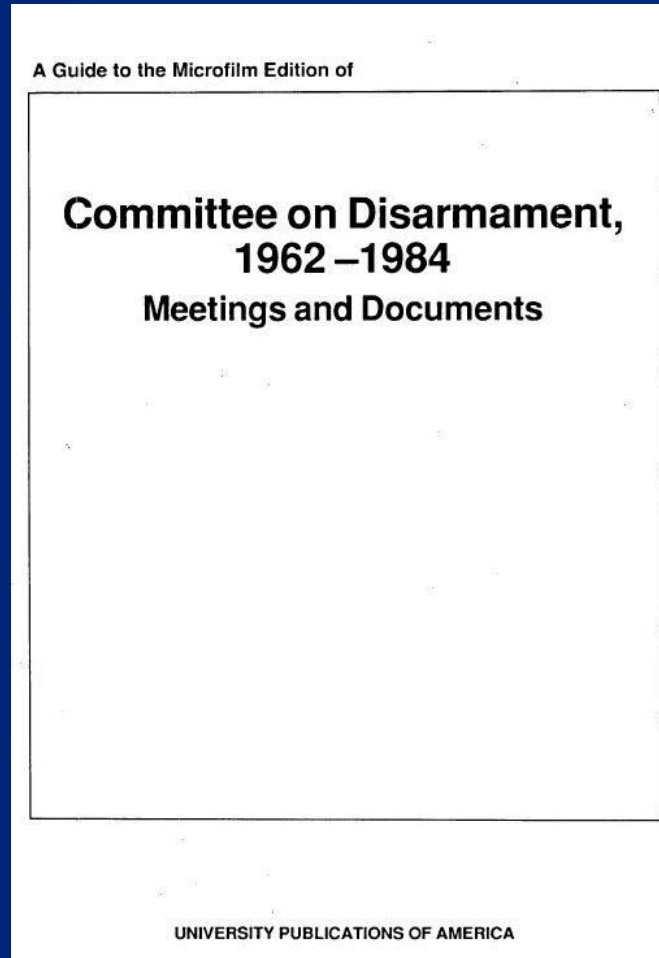 A Guide to the Microfilm Edition of
Committee on Disarmament,
1962–1984
Meetings and Documents
UNIVERSITY PUBLICATIONS OF AMERICA